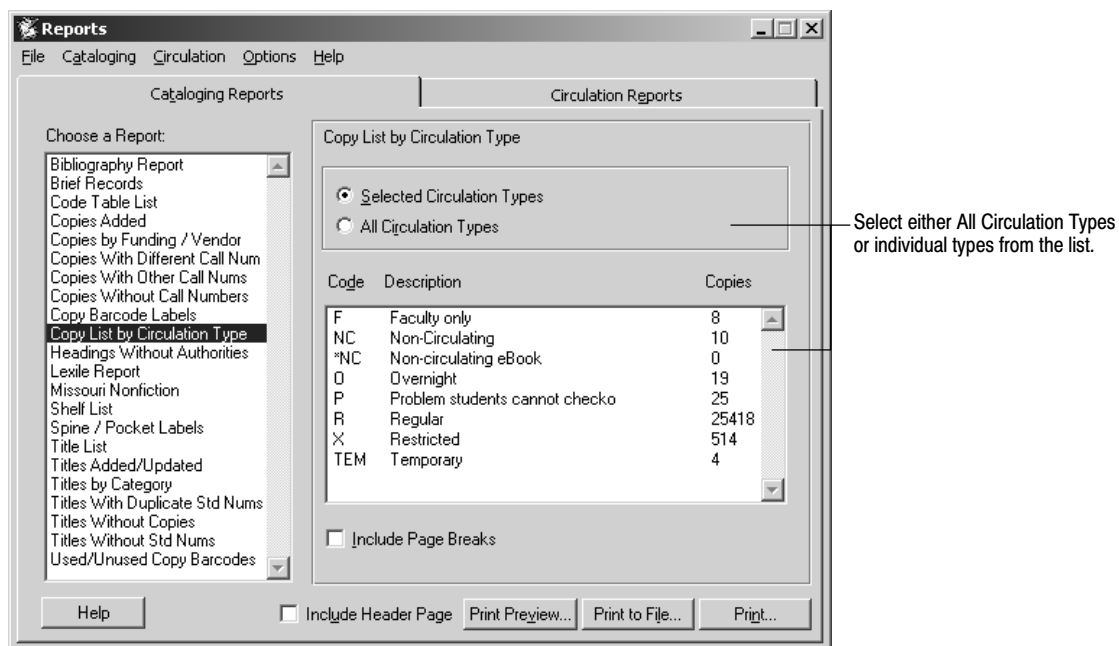 Reports
File Cataloging Circulation Options Help
Cataloging Reports
Circulation Reports
Choose a Report:
Bibliography Report
Brief Records
Code Table List
Copies Added
Copies by Funding / Vendor
Copies With Different Call Num
Copies With Other Call Nums
Copies Without Call Numbers
Copy Barcode Labels
Copy List by Circulation Type
Headings Without Authorities
Lexile Report
Missouri Nonfiction
Shelf List
Spine / Pocket Labels
Title List
Titles Added/Updated
Titles by Category
Titles With Duplicate Std Nums
Titles Without Copies
Titles Without Std Nums
Used/Unused Copy Barcodes
Copy List by Circulation Type
Selected Circulation Types
All Circulation Types
Code Description Copies
F Faculty only 8
NC Non-Circulating 10
*NC Non-circulating eBook 0
O Overnight 19
P Problem students cannot checko 25
R Regular 25418
X Restricted 514
TEM Temporary 4
Include Page Breaks
Help
Include Header Page
Print Preview...
Print to File...
Print...
Select either All Circulation Types
or individual types from the list.